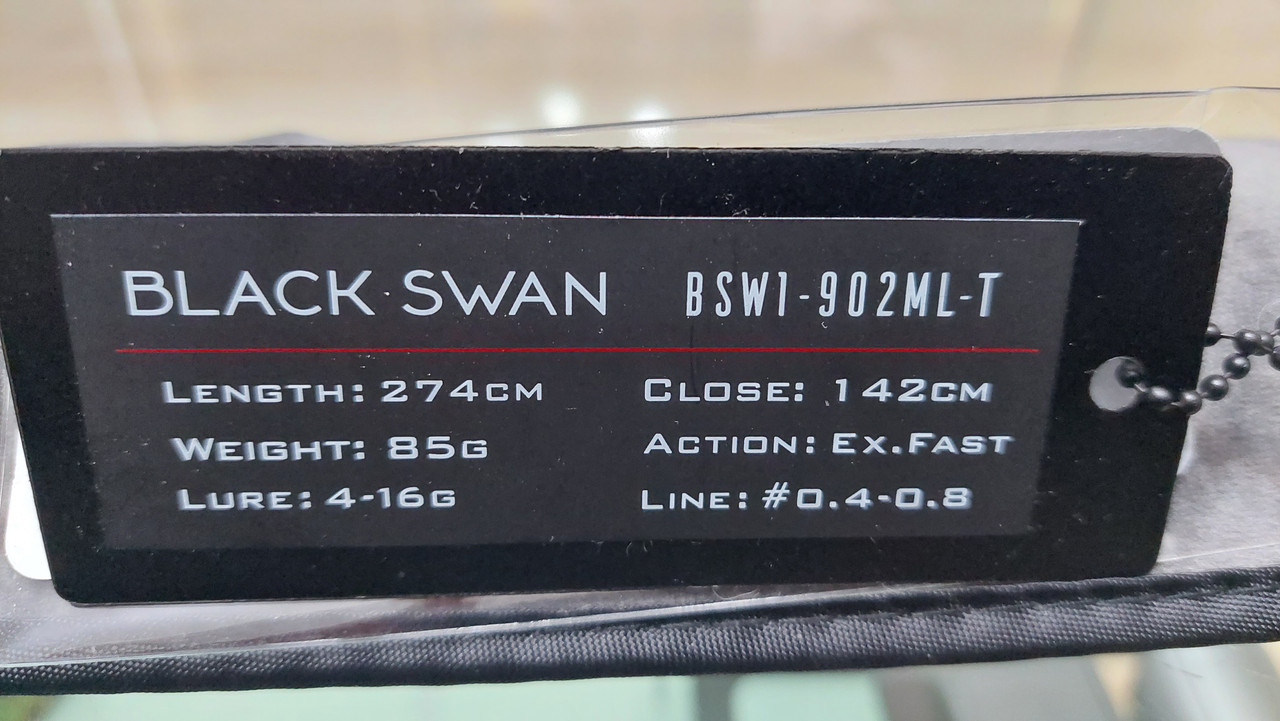 BLACK SWAN BSW1-902ML-T
LENGTH: 274CM CLOSE: 142CM
WEIGHT: 85G ACTION: EX.FAST
LURE: 4-16G LINE: #0.4-0.8